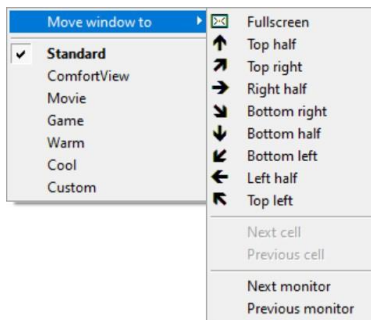 Move window to
Standard
ComfortView
Movie
Game
Warm
Cool
Custom
Fullscreen
Top half
Top right
Right half
Bottom right
Bottom half
Bottom left
Left half
Top left
Next cell
Previous cell
Next monitor
Previous monitor